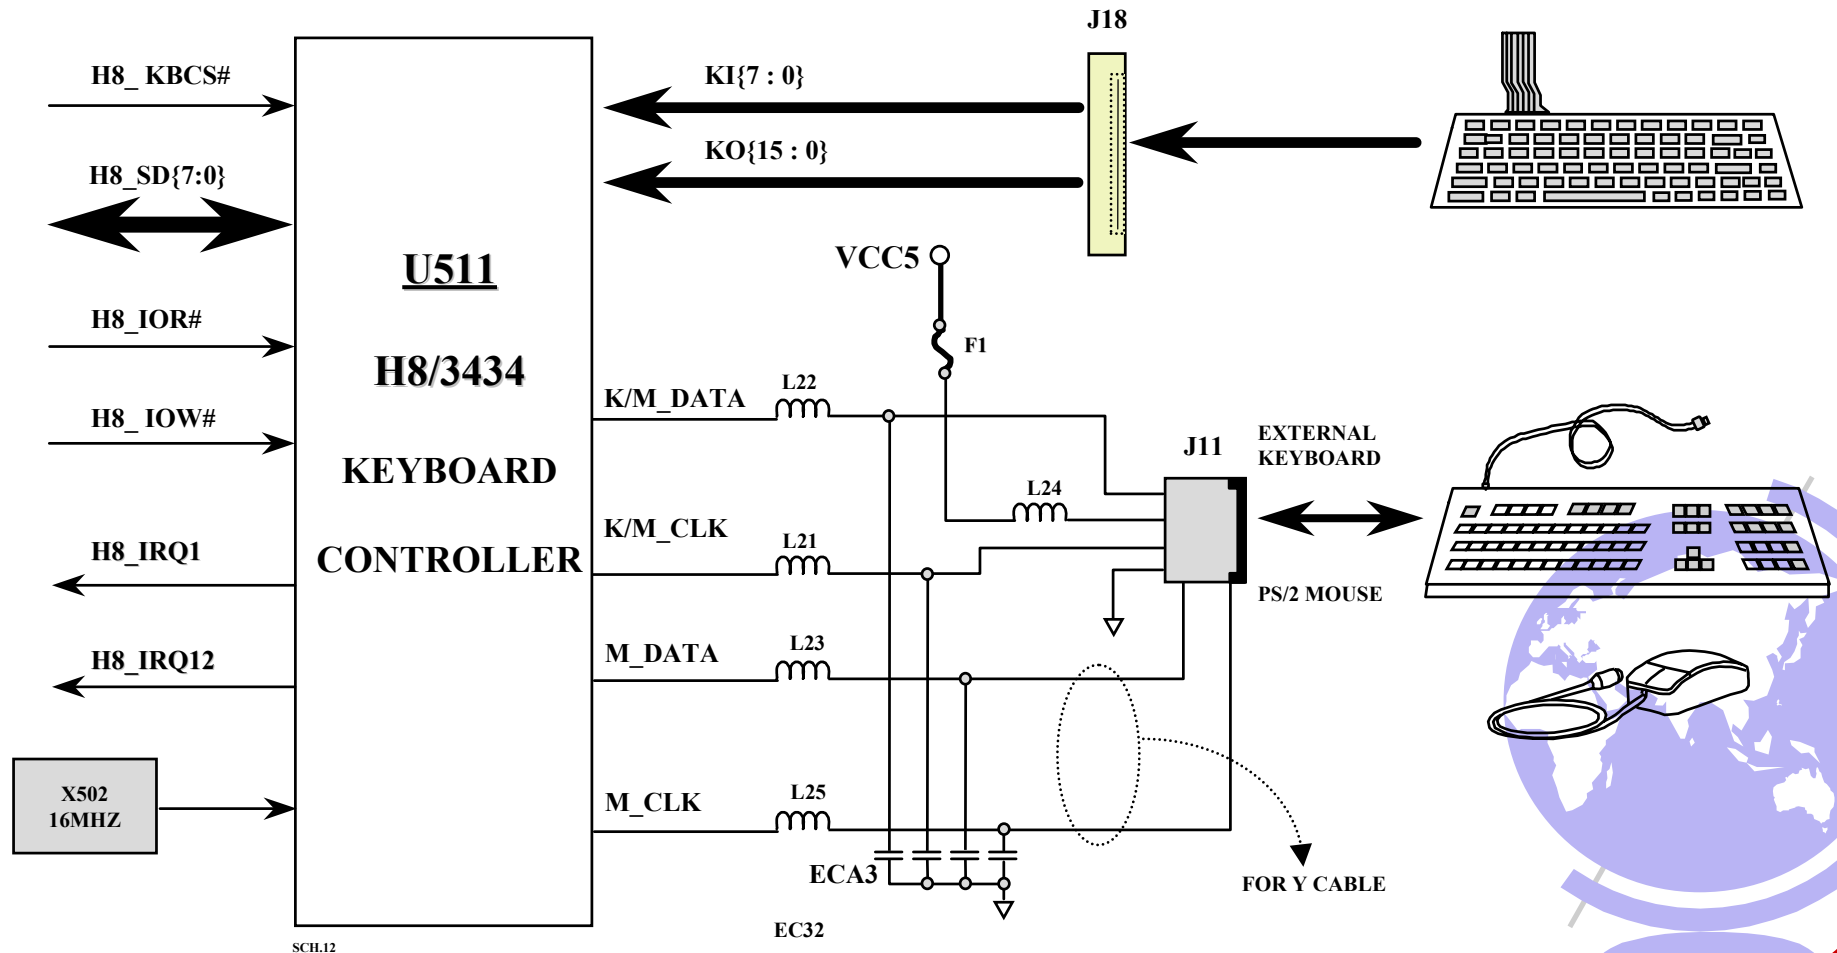 J18
H8_ KBCS#
KI{7 : 0}
KO{15 : 0}
H8_SD{7:0}
VCC5
U511
H8_IOR#
F1
H8/3434
K/M_DATA
L22
H8_ IOW#
EXTERNAL
KEYBOARD
J11
KEYBOARD
L24
K/M_CLK
L21
H8_IRQ1
CONTROLLER
PS/2 MOUSE
H8_IRQ12
M_DATA
L23
X502
16MHZ
M_CLK
L25
ECA3
FOR Y CABLE
EC32
SCH.12